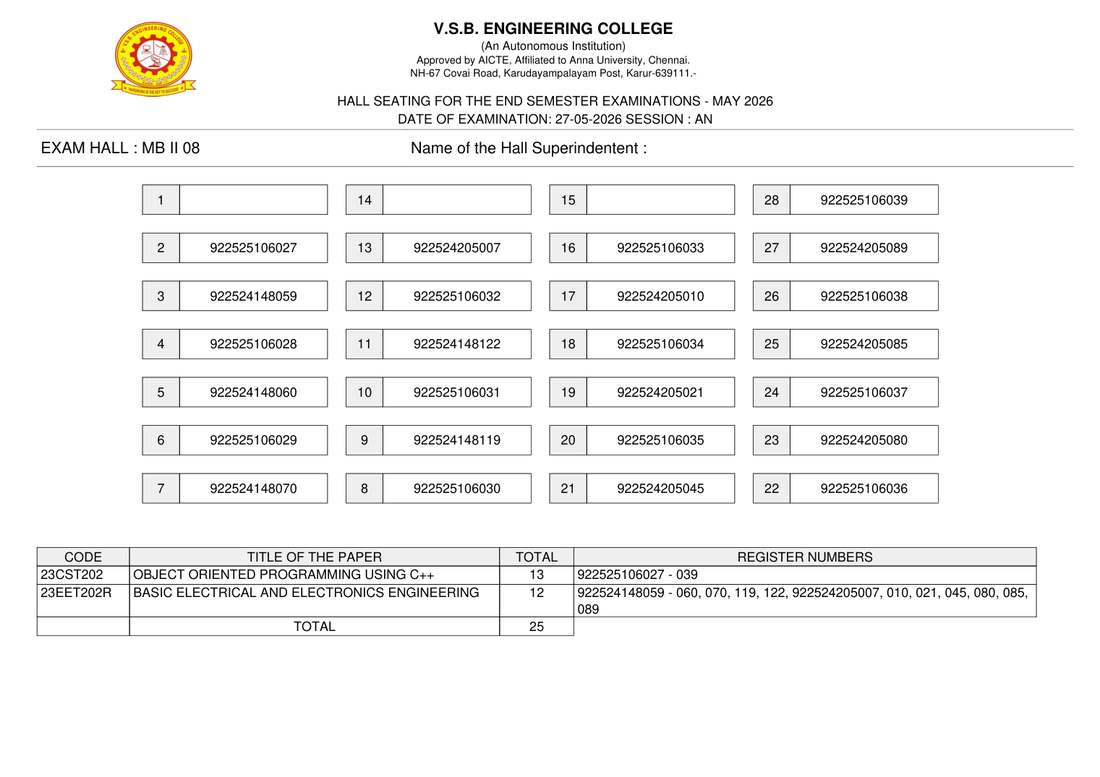 V.S.B. ENGINEERING COLLEGE
(An Autonomous Institution)
Approved by AICTE, Affiliated to Anna University, Chennai.
NH-67 Covai Road, Karudayampalayam Post, Karur-639111.-
HALL SEATING FOR THE END SEMESTER EXAMINATIONS - MAY 2026
DATE OF EXAMINATION: 27-05-2026 SESSION : AN
EXAM HALL : MB II 08 Name of the Hall Superindentent :
1 14 15 28 922525106039
2 922525106027 13 922524205007 16 922525106033 27 922524205089
3 922524148059 12 922525106032 17 922524205010 26 922525106038
4 922525106028 11 922524148122 18 922525106034 25 922524205085
5 922524148060 10 922525106031 19 922524205021 24 922525106037
6 922525106029 9 922524148119 20 922525106035 23 922524205080
7 922524148070 8 922525106030 21 922524205045 22 922525106036
CODE TITLE OF THE PAPER TOTAL REGISTER NUMBERS
23CST202 OBJECT ORIENTED PROGRAMMING USING C++ 13 922525106027 - 039
23EET202R BASIC ELECTRICAL AND ELECTRONICS ENGINEERING 12 922524148059 - 060, 070, 119, 122, 922524205007, 010, 021, 045, 080, 085,
089
TOTAL 25